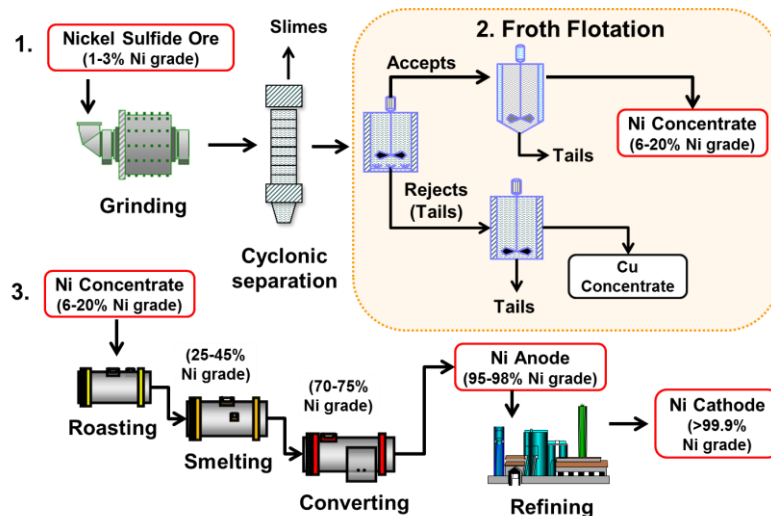 1.
Nickel Sulfide Ore
(1-3% Ni grade)
Slimes
2. Froth Flotation
Accepts
Ni Concentrate
(6-20% Ni grade)
Tails
Grinding
Rejects
(Tails)
Cyclonic
separation
Cu
Concentrate
Tails
3.
Ni Concentrate
(6-20% Ni grade)
(25-45%
Ni grade)
(70-75%
Ni grade)
Ni Anode
(95-98% Ni grade)
Ni Cathode
(>99.9%
Ni grade)
Roasting
Smelting
Converting
Refining